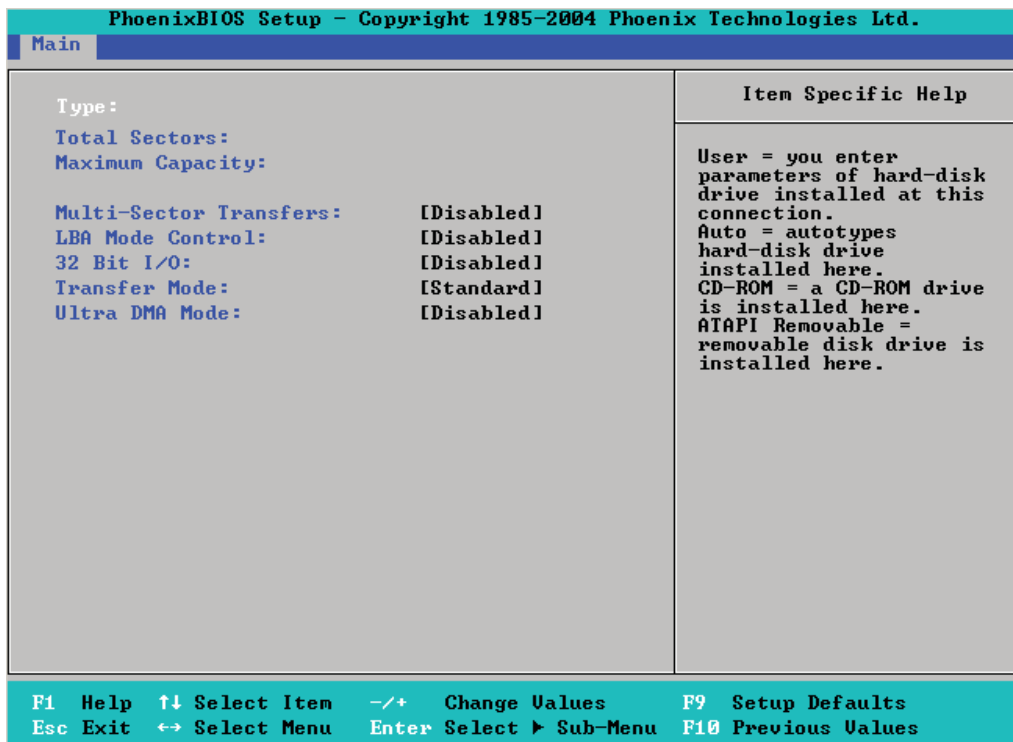 PhoenixBIOS Setup - Copyright 1985-2004 Phoenix Technologies Ltd.
Main
Type:
Total Sectors:
Maximum Capacity:
Multi-Sector Transfers: [Disabled]
LBA Mode Control: [Disabled]
32 Bit I/O: [Disabled]
Transfer Mode: [Standard]
Ultra DMA Mode: [Disabled]
Item Specific Help
User = you enter
parameters of hard-disk
drive installed at this
connection.
Auto = autotypes
hard-disk drive
installed here.
CD-ROM = a CD-ROM drive
is installed here.
ATAPI Removable =
removable disk drive is
installed here.
F1 Help ↑↓ Select Item -/+ Change Values F9 Setup Defaults
Esc Exit ↔ Select Menu Enter Select ▶ Sub-Menu F10 Previous Values